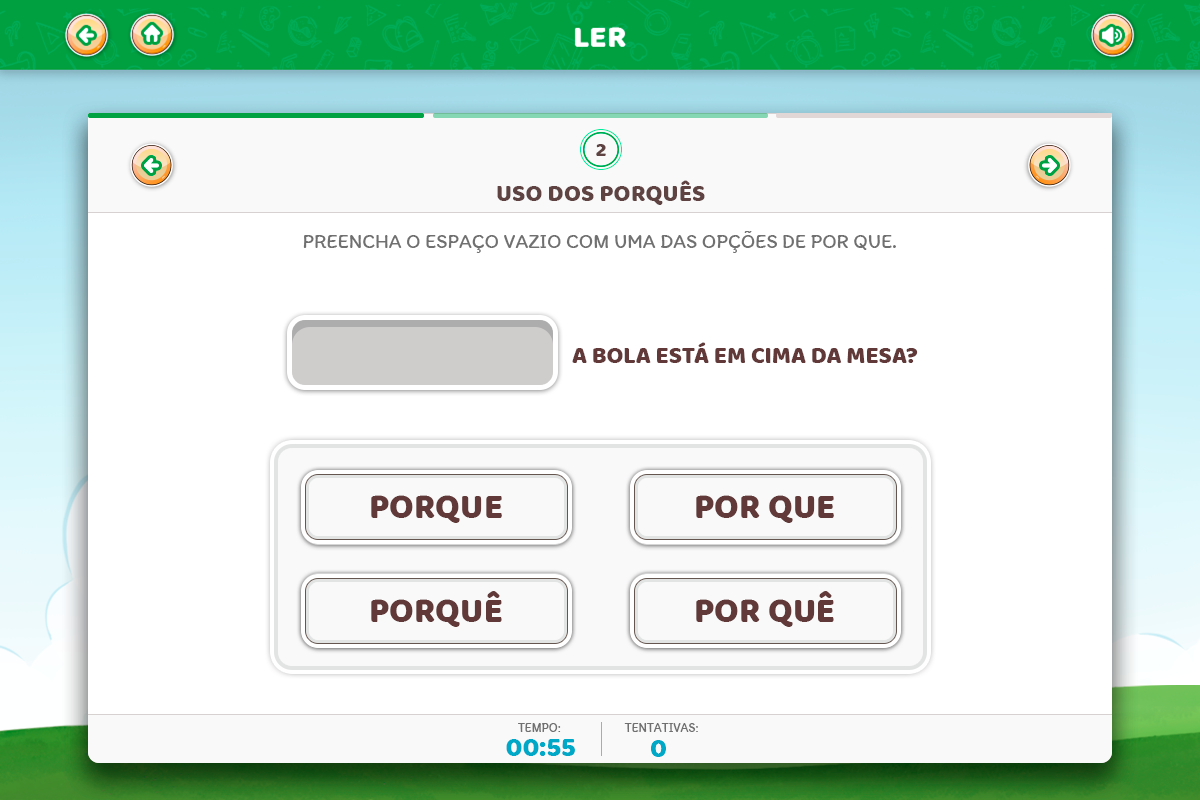 LER
2
USO DOS PORQUÊS
PREENCHA O ESPAÇO VAZIO COM UMA DAS OPÇÕES DE POR QUE.
A BOLA ESTÁ EM CIMA DA MESA?
PORQUE
POR QUE
PORQUÊ
POR QUÊ
TEMPO:
00:55
TENTATIVAS:
0